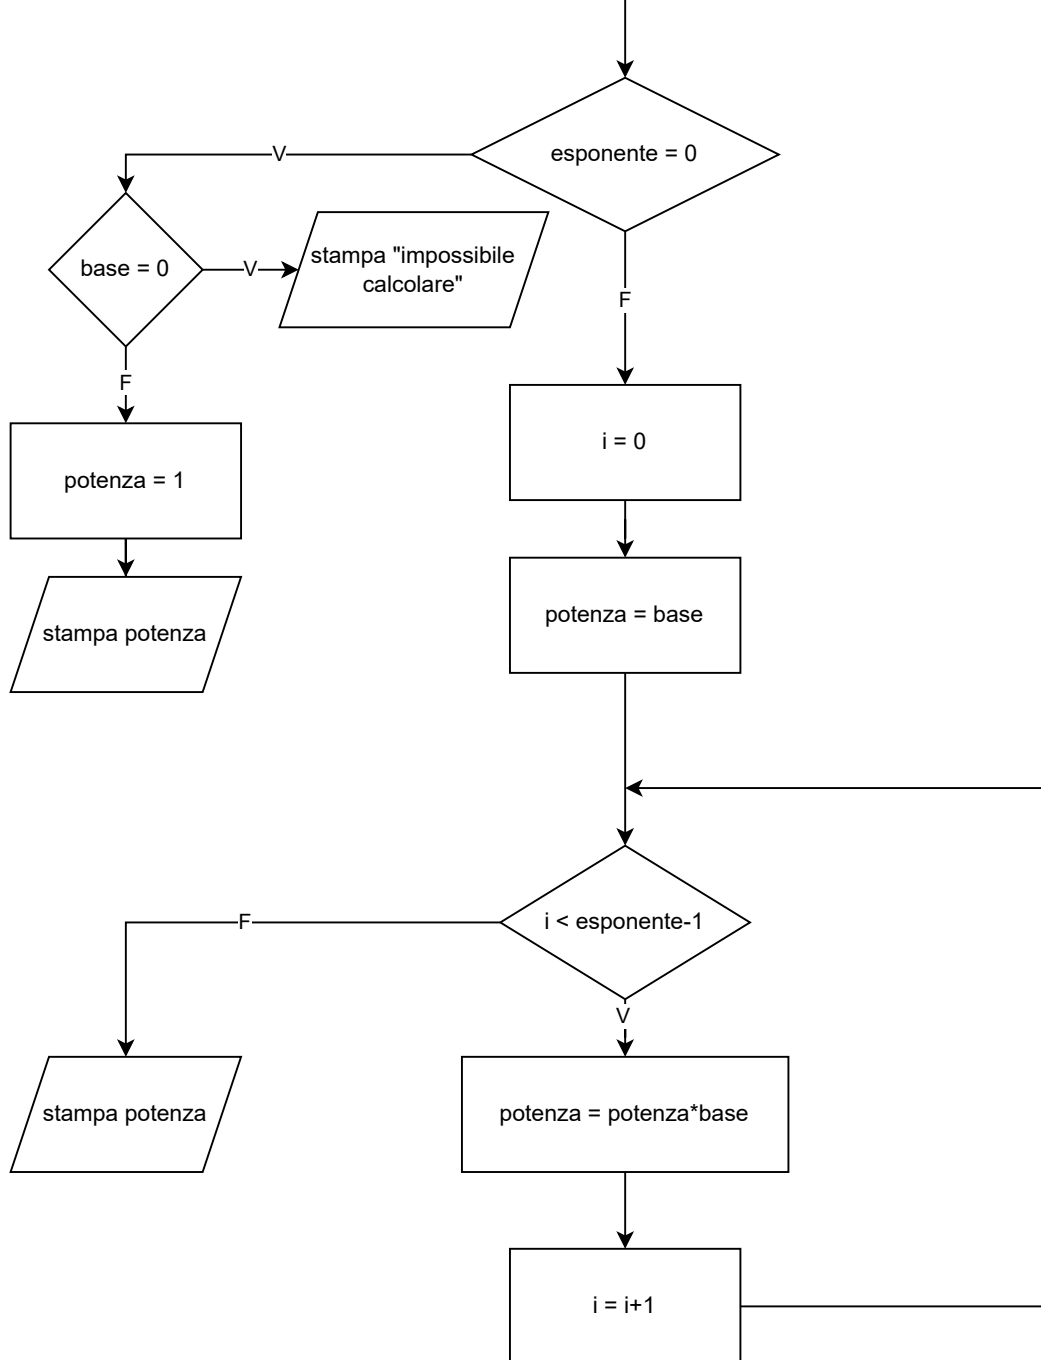 esponente = 0
V
base = 0
V
stampa "impossibile
calcolare"
F
F
i = 0
potenza = 1
potenza = base
stampa potenza
i < esponente-1
F
V
stampa potenza
potenza = potenza*base
i = i+1